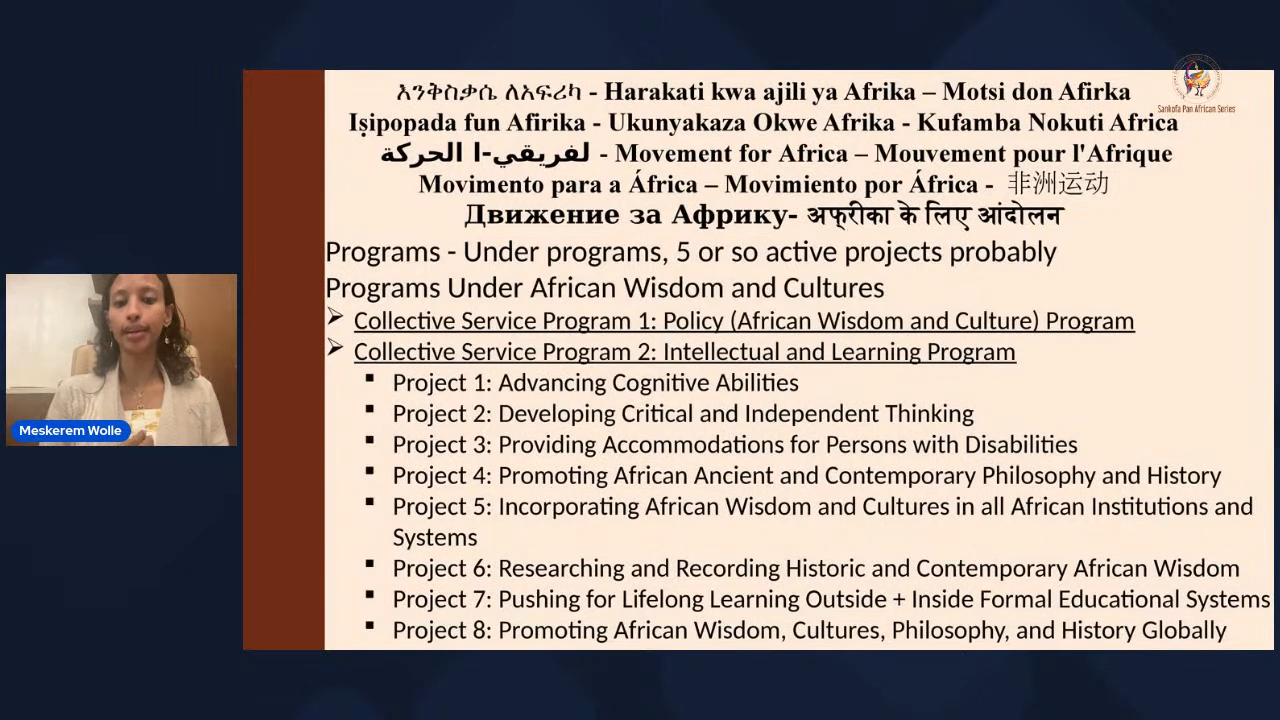 እንቅስቃሴ ለአፍሪካ - Harakati kwa ajili ya Afrika – Motsi don Afirka
Iṣipopada fun Afirika - Ukunyakaza Okwe Afrika - Kufamba Nokuti Africa
لفريقي-ا الحركة - Movement for Africa – Mouvement pour l'Afrique
Movimento para a África – Movimiento por África - 非洲运动
Движение за Африку- अफ्रीका के लिए आंदोलन
Programs - Under programs, 5 or so active projects probably
Programs Under African Wisdom and Cultures
➢ Collective Service Program 1: Policy (African Wisdom and Culture) Program
➢ Collective Service Program 2: Intellectual and Learning Program
▪ Project 1: Advancing Cognitive Abilities
▪ Project 2: Developing Critical and Independent Thinking
▪ Project 3: Providing Accommodations for Persons with Disabilities
▪ Project 4: Promoting African Ancient and Contemporary Philosophy and History
▪ Project 5: Incorporating African Wisdom and Cultures in all African Institutions and
Systems
▪ Project 6: Researching and Recording Historic and Contemporary African Wisdom
▪ Project 7: Pushing for Lifelong Learning Outside + Inside Formal Educational Systems
▪ Project 8: Promoting African Wisdom, Cultures, Philosophy, and History Globally
Sankofa Pan African Series
Meskerem Wolle